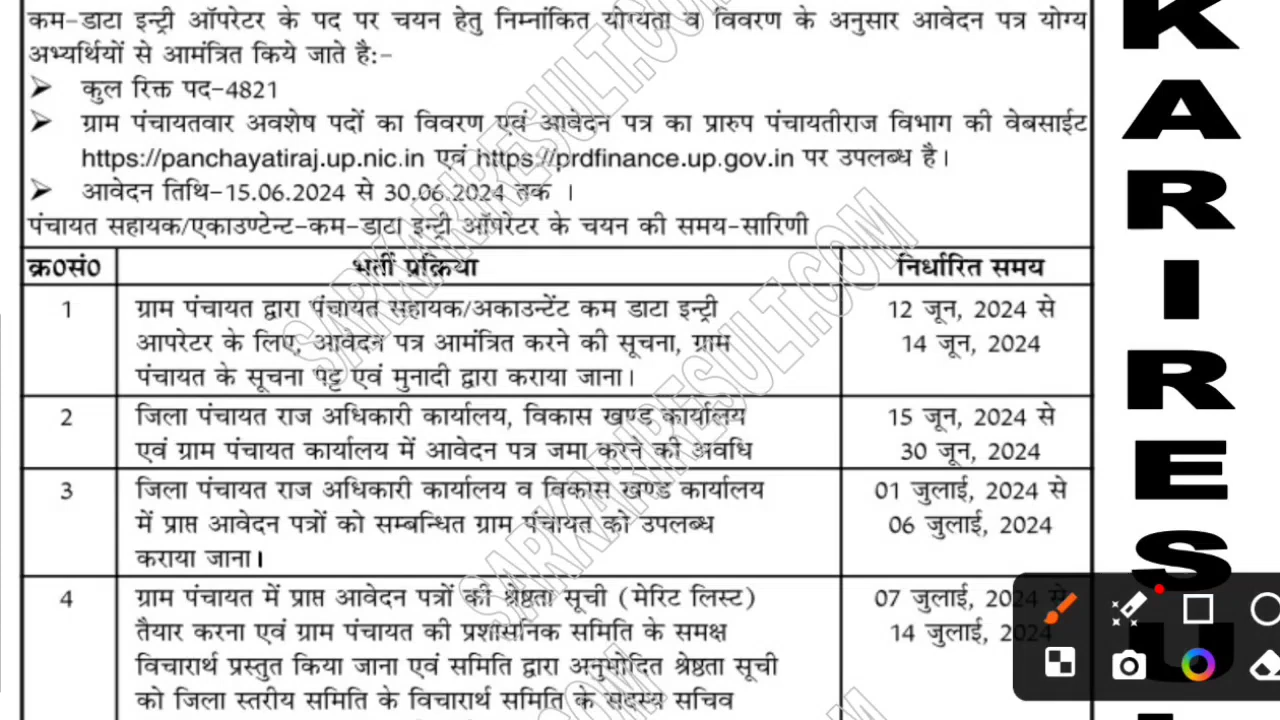 कम-डाटा इन्ट्री ऑपरेटर के पद पर चयन हेतु निम्नांकित योग्यता व विवरण के अनुसार आवेदन पत्र योग्य
अभ्यर्थियों से आमंत्रित किये जाते है:-
➤ कुल रिक्त पद-4821
➤ ग्राम पंचायतवार अवशेष पदों का विवरण एवं आवेदन पत्र का प्रारुप पंचायतीराज विभाग की वेबसाईट
https://panchayatiraj.up.nic.in एवं https://prdfinance.up.gov.in पर उपलब्ध है।
➤ आवेदन तिथि-15.06.2024 से 30.06.2024 तक ।
पंचायत सहायक/एकाउण्टेन्ट-कम-डाटा इन्ट्री ऑपरेटर के चयन की समय-सारिणी
क्र0सं0 भर्ती प्रक्रिया निर्धारित समय
1 ग्राम पंचायत द्वारा पंचायत सहायक/अकाउन्टेंट कम डाटा इन्ट्री 12 जून, 2024 से
आपरेटर के लिए, आवेदन पत्र आमंत्रित करने की सूचना, ग्राम 14 जून, 2024
पंचायत के सूचना पट्ट एवं मुनादी द्वारा कराया जाना।
2 जिला पंचायत राज अधिकारी कार्यालय, विकास खण्ड कार्यालय 15 जून, 2024 से
एवं ग्राम पंचायत कार्यालय में आवेदन पत्र जमा करने की अवधि 30 जून, 2024
3 जिला पंचायत राज अधिकारी कार्यालय व विकास खण्ड कार्यालय 01 जुलाई, 2024 से
में प्राप्त आवेदन पत्रों को सम्बन्धित ग्राम पंचायत को उपलब्ध 06 जुलाई, 2024
कराया जाना।
4 ग्राम पंचायत में प्राप्त आवेदन पत्रों की श्रेष्ठता सूची (मेरिट लिस्ट) 07 जुलाई, 2024 से
तैयार करना एवं ग्राम पंचायत की प्रशासनिक समिति के समक्ष 14 जुलाई, 2024
विचारार्थ प्रस्तुत किया जाना एवं समिति द्वारा अनुमोदित श्रेष्ठता सूची
को जिला स्तरीय समिति के विचारार्थ समिति के सदस्य सचिव
SARKARIRESULT.COM
SARKARIRESULT.COM
KARIRESU